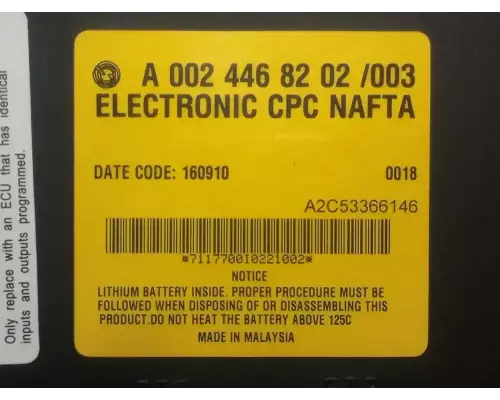 A 002 446 82 02 /003
ELECTRONIC CPC NAFTA
DATE CODE: 160910 0018
A2C53366146
*7117700I0221002*
NOTICE
LITHIUM BATTERY INSIDE. PROPER PROCEDURE MUST BE
FOLLOWED WHEN DISPOSING OF OR DISASSEMBLING THIS
PRODUCT.DO NOT HEAT THE BATTERY ABOVE 125C
MADE IN MALAYSIA
Only replace with an ECU that has identical
inputs and outputs programmed.